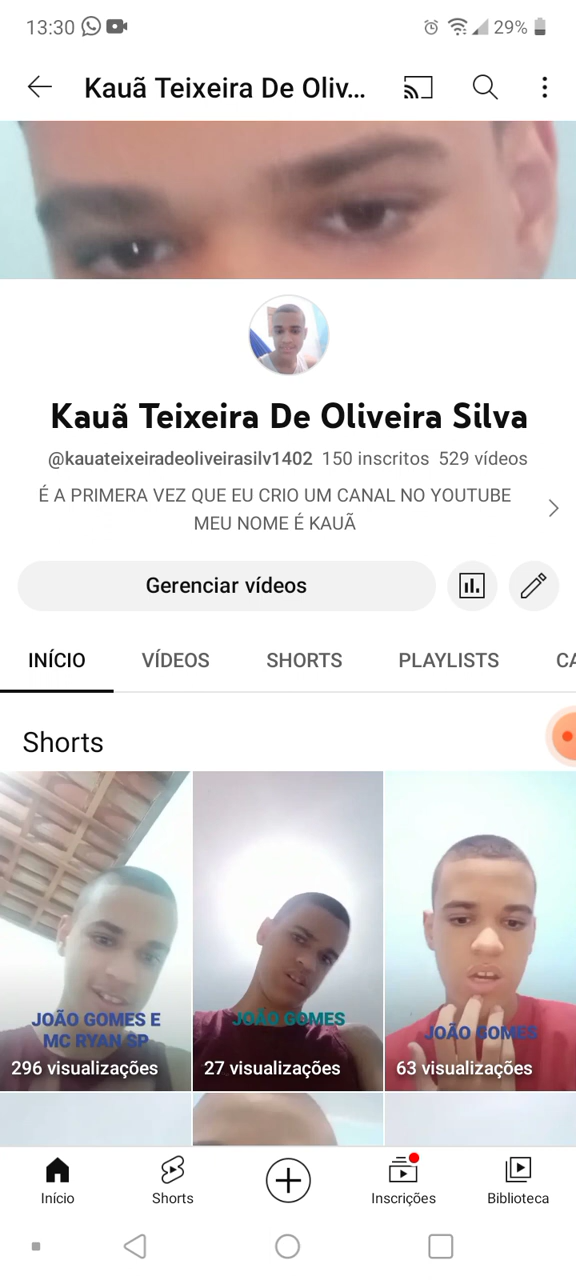 13:30 29%
Kauã Teixeira De Oliv...
Kauã Teixeira De Oliveira Silva
@kauateixeiradeoliveirasilv1402 150 inscritos 529 vídeos
É A PRIMERA VEZ QUE EU CRIO UM CANAL NO YOUTUBE
MEU NOME É KAUÃ
Gerenciar vídeos
INÍCIO VÍDEOS SHORTS PLAYLISTS CA
Shorts
JOÃO GOMES E
MC RYAN SP
296 visualizações
JOÃO GOMES
27 visualizações
JOÃO GOMES
63 visualizações
Início Shorts Inscrições Biblioteca